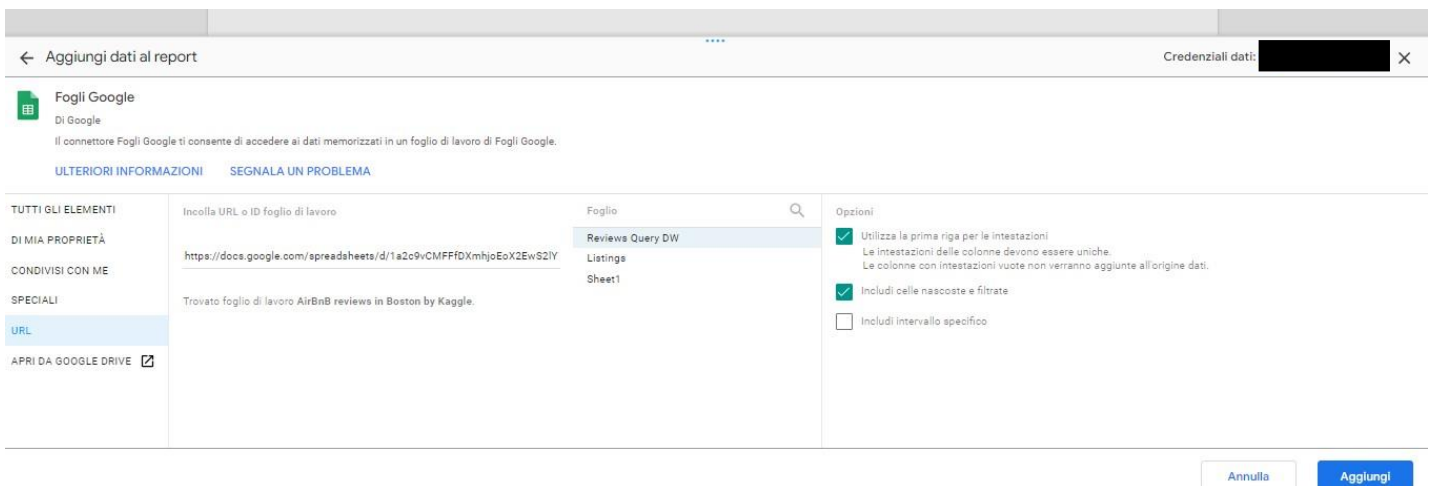 Aggiungi dati al report
Credenziali dati:
Fogli Google
Di Google
Il connettore Fogli Google ti consente di accedere ai dati memorizzati in un foglio di lavoro di Fogli Google.
ULTERIORI INFORMAZIONI
SEGNALA UN PROBLEMA
TUTTI GLI ELEMENTI
DI MIA PROPRIETÀ
CONDIVISI CON ME
SPECIALI
URL
APRI DA GOOGLE DRIVE
Incolla URL o ID foglio di lavoro
https://docs.google.com/spreadsheets/d/1a2c9vCMFFfDXmhjoEoX2EwS2lY
Trovato foglio di lavoro AirBnB reviews in Boston by Kaggle.
Foglio
Reviews Query DW
Listings
Sheet1
Opzioni
Utilizza la prima riga per le intestazioni
Le intestazioni delle colonne devono essere uniche.
Le colonne con intestazioni vuote non verranno aggiunte all'origine dati.
Includi celle nascoste e filtrate
Includi intervallo specifico
Annulla
Aggiungi